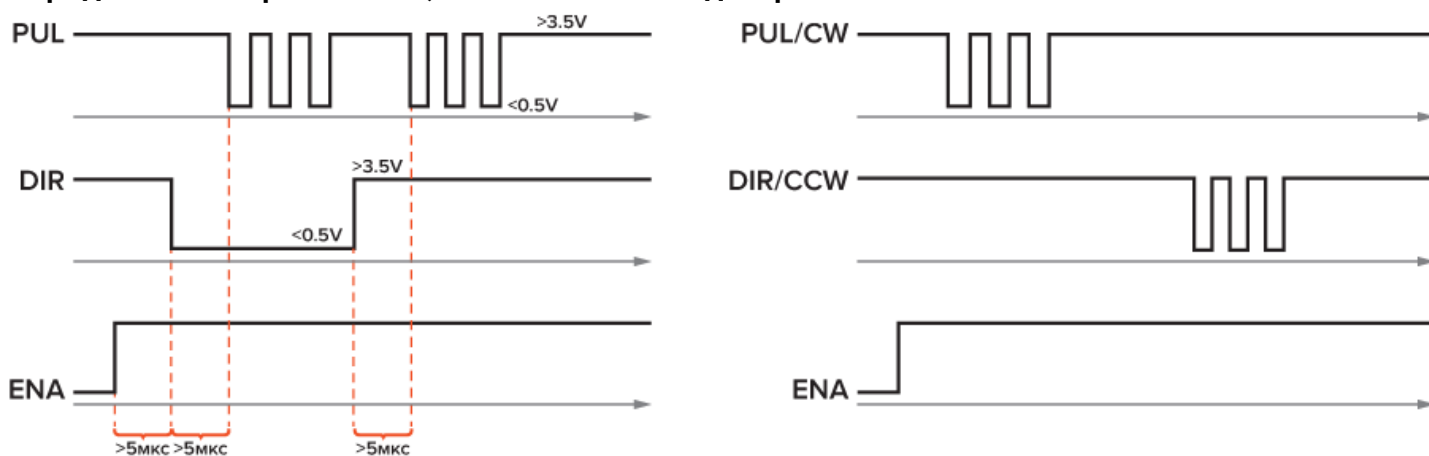 PUL
>3.5V
<0.5V
DIR
>3.5V
<0.5V
ENA
>5мкс >5мкс
>5мкс
PUL/CW
DIR/CCW
ENA